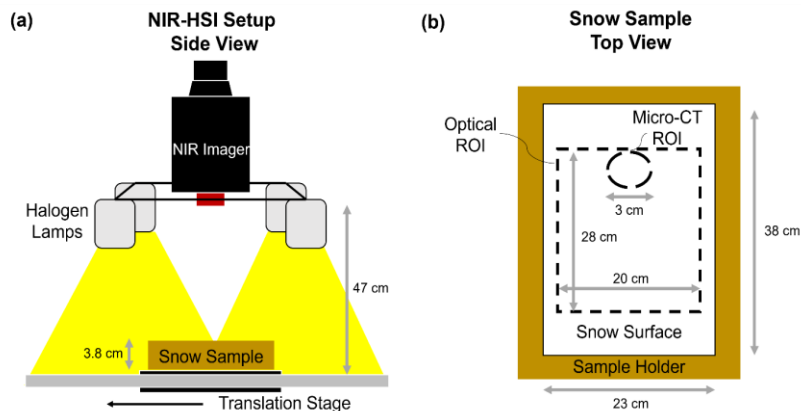 (a)
NIR-HSI Setup
Side View
NIR Imager
Halogen
Lamps
47 cm
3.8 cm
Snow Sample
Translation Stage
(b)
Snow Sample
Top View
Optical
ROI
Micro-CT
ROI
3 cm
28 cm
38 cm
20 cm
Snow Surface
Sample Holder
23 cm